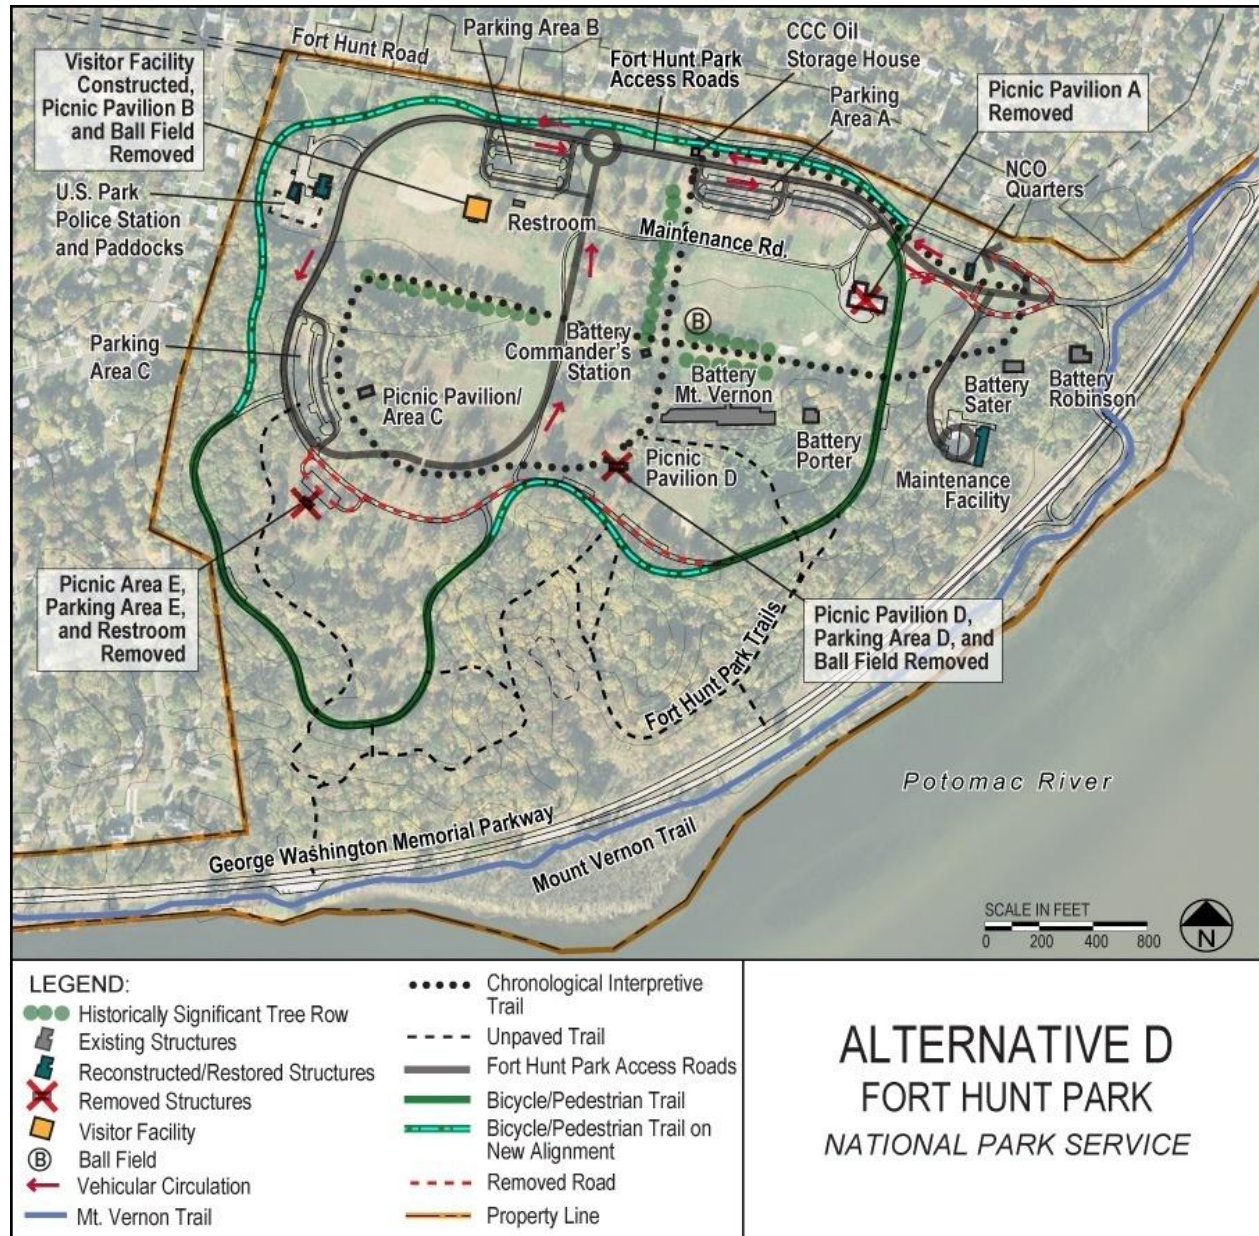 Fort Hunt Road
Parking Area B
CCC Oil
Storage House
Visitor Facility
Constructed,
Picnic Pavilion B
and Ball Field
Removed
Fort Hunt Park
Access Roads
Parking
Area A
Picnic Pavilion A
Removed
NCO
Quarters
U.S. Park
Police Station
and Paddocks
Restroom
Maintenance Rd.
B
Parking
Area C
Battery
Commander's
Station
Picnic Pavilion/
Area C
Battery
Mt. Vernon
Battery
Porter
Battery
Sater
Battery
Robinson
Picnic
Pavilion D
Maintenance
Facility
Picnic Area E,
Parking Area E,
and Restroom
Removed
Picnic Pavilion D,
Parking Area D, and
Ball Field Removed
Fort Hunt Park Trails
Potomac River
George Washington Memorial Parkway
Mount Vernon Trail
SCALE IN FEET
0 200 400 800
N
LEGEND:
Historically Significant Tree Row
Existing Structures
Reconstructed/Restored Structures
Removed Structures
Visitor Facility
B Ball Field
Vehicular Circulation
Mt. Vernon Trail
Chronological Interpretive
Trail
Unpaved Trail
Fort Hunt Park Access Roads
Bicycle/Pedestrian Trail
Bicycle/Pedestrian Trail on
New Alignment
Removed Road
Property Line
ALTERNATIVE D
FORT HUNT PARK
NATIONAL PARK SERVICE